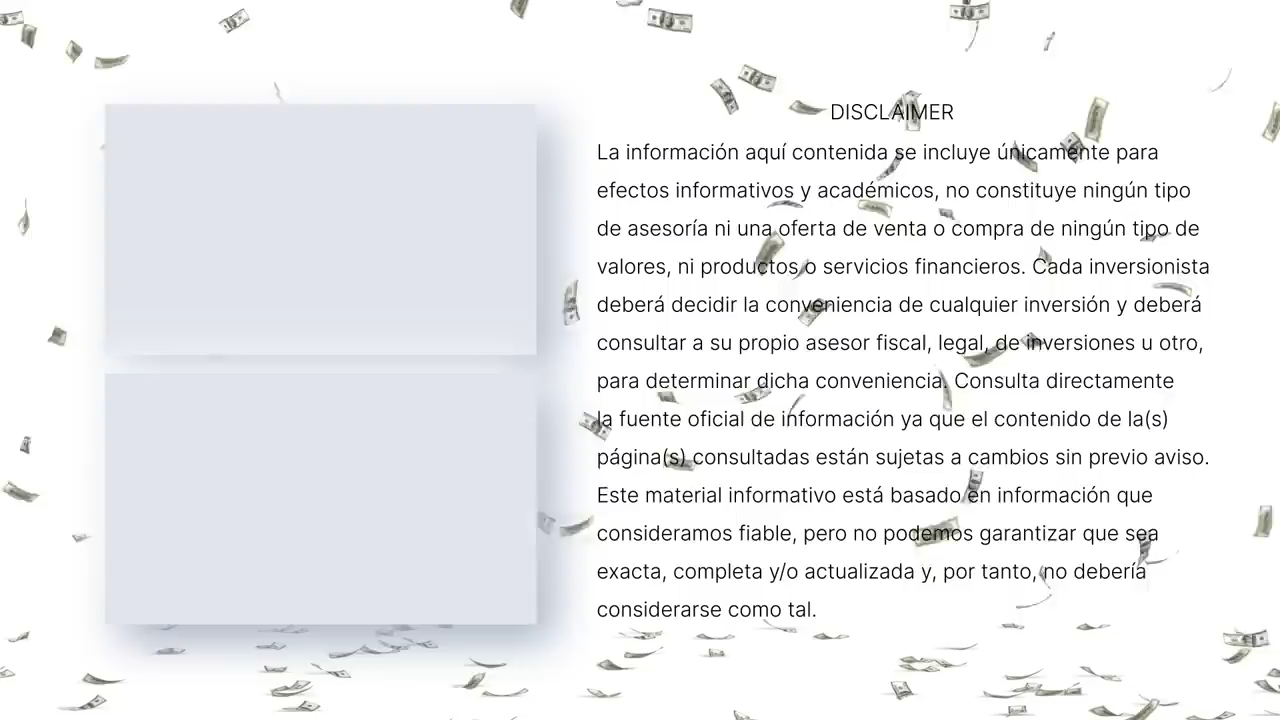 DISCLAIMER
La información aquí contenida se incluye únicamente para
efectos informativos y académicos, no constituye ningún tipo
de asesoría ni una oferta de venta o compra de ningún tipo de
valores, ni productos o servicios financieros. Cada inversionista
deberá decidir la conveniencia de cualquier inversión y deberá
consultar a su propio asesor fiscal, legal, de inversiones u otro,
para determinar dicha conveniencia. Consulta directamente
la fuente oficial de información ya que el contenido de la(s)
página(s) consultadas están sujetas a cambios sin previo aviso.
Este material informativo está basado en información que
consideramos fiable, pero no podemos garantizar que sea
exacta, completa y/o actualizada y, por tanto, no debería
considerarse como tal.